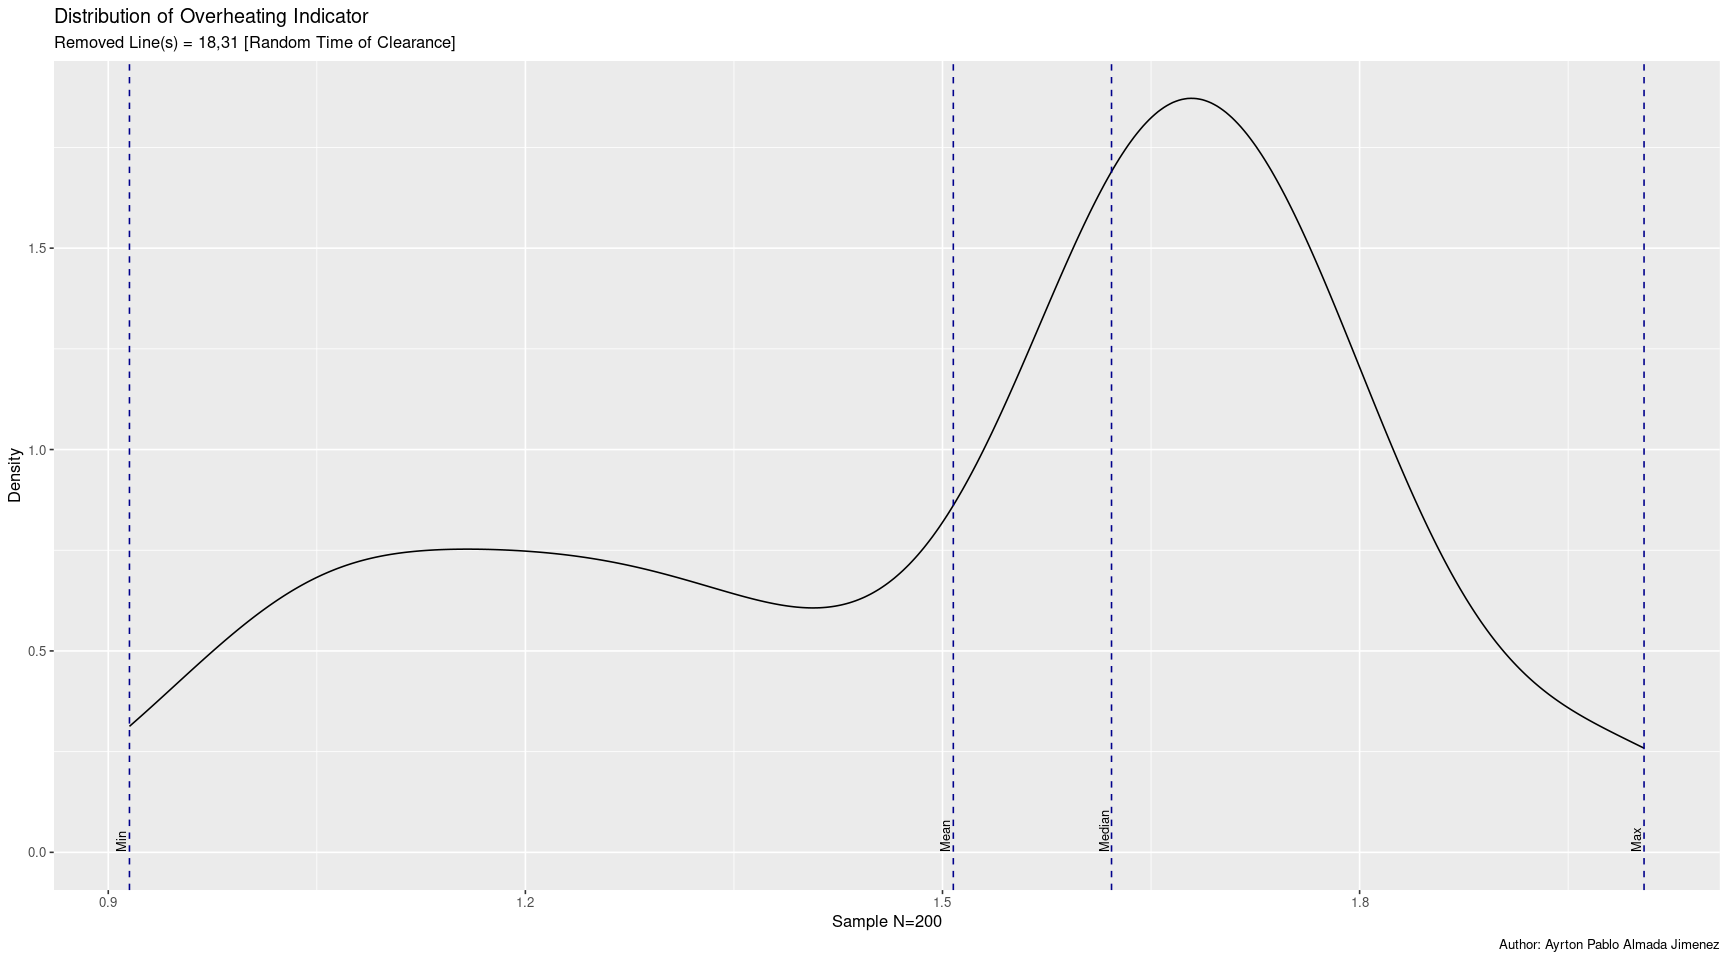 Distribution of Overheating Indicator
Removed Line(s) = 18,31 [Random Time of Clearance]
Density
1.5
1.0
0.5
0.0
Min
Mean
Median
Max
0.9
1.2
1.5
1.8
Sample N=200
Author: Ayrton Pablo Almada Jimenez